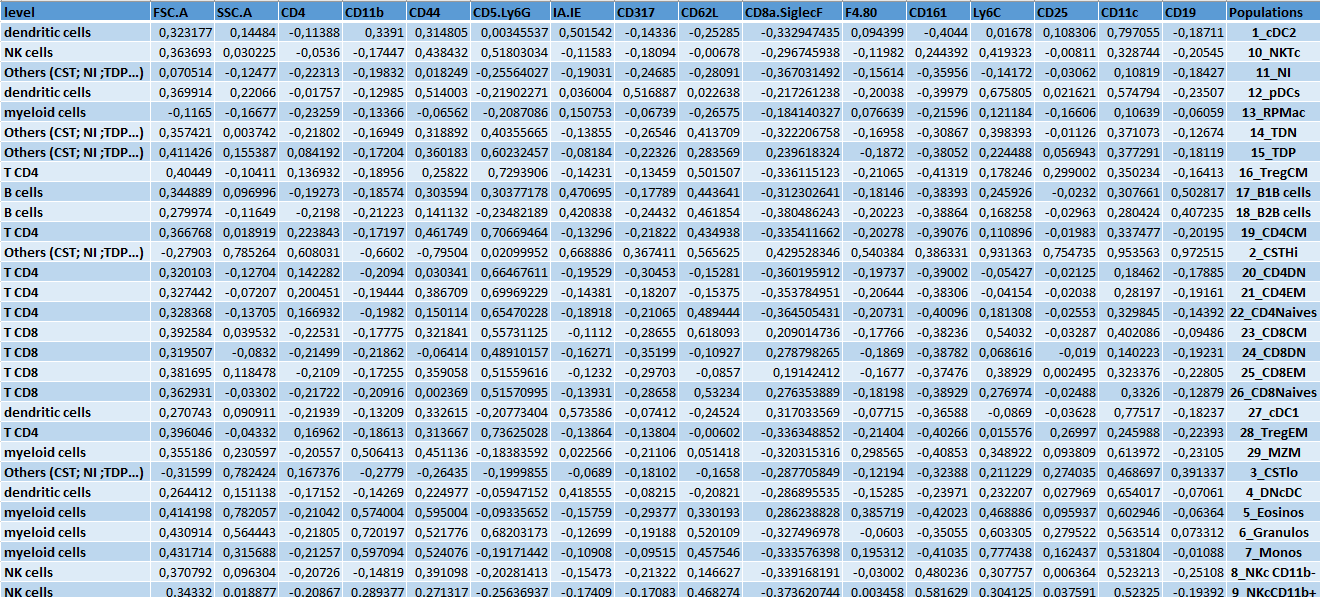 level FSC.A SSC.A CD4 CD11b CD44 CD5.Ly6G IA.IE CD317 CD62L CD8a.SiglecF F4.80 CD161 Ly6C CD25 CD11c CD19 Populations
dendritic cells 0,323177 0,14484 -0,11388 0,3391 0,314805 0,00345537 0,501542 -0,14336 -0,25285 -0,332947435 0,094399 -0,4044 0,01678 0,108306 0,797055 -0,18711 1_cDC2
NK cells 0,363693 0,030225 -0,0536 -0,17447 0,438432 0,51803034 -0,11583 -0,18094 -0,00678 -0,296745938 -0,11982 0,244392 0,419323 -0,00811 0,328744 -0,20545 10_NKTc
Others (CST; NI ;TDP...) 0,070514 -0,12477 -0,22313 -0,19832 0,018249 -0,25564027 -0,19031 -0,24685 -0,28091 -0,367031492 -0,15614 -0,35956 -0,14172 -0,03062 0,10819 -0,18427 11_NI
dendritic cells 0,369914 0,22066 -0,01757 -0,12985 0,514003 -0,21902271 0,036004 0,516887 0,022638 -0,217261238 -0,20038 -0,39979 0,675805 0,021621 0,574794 -0,23507 12_pDCs
myeloid cells -0,1165 -0,16677 -0,23259 -0,13366 -0,06562 -0,2087086 0,150753 -0,06739 -0,26575 -0,184140327 0,076639 -0,21596 0,121184 -0,16606 0,10639 -0,06059 13_RPMac
Others (CST; NI ;TDP...) 0,357421 0,003742 -0,21802 -0,16949 0,318892 0,40355665 -0,13855 -0,26546 0,413709 -0,322206758 -0,16958 -0,30867 0,398393 -0,01126 0,371073 -0,12674 14_TDN
Others (CST; NI ;TDP...) 0,411426 0,155387 0,084192 -0,17204 0,360183 0,60232457 -0,08184 -0,22326 0,283569 0,239618324 -0,1872 -0,38052 0,224488 0,056943 0,377291 -0,18119 15_TDP
T CD4 0,40449 -0,10411 0,136932 -0,18956 0,25822 0,7293906 -0,14231 -0,13459 0,501507 -0,336115123 -0,21065 -0,41319 0,178246 0,299002 0,350234 -0,16413 16_TregCM
B cells 0,344889 0,096996 -0,19273 -0,18574 0,303594 0,30377178 0,470695 -0,17789 0,443641 -0,312302641 -0,18146 -0,38393 0,245926 -0,0232 0,307661 0,502817 17_B1B cells
B cells 0,279974 -0,11649 -0,2198 -0,21223 0,141132 -0,23482189 0,420838 -0,24432 0,461854 -0,380486243 -0,20223 -0,38864 0,168258 -0,02963 0,280424 0,407235 18_B2B cells
T CD4 0,366768 0,018919 0,223843 -0,17197 0,461749 0,70669464 -0,13296 -0,21822 0,434938 -0,335411662 -0,20278 -0,39076 0,110896 -0,01983 0,337477 -0,20195 19_CD4CM
Others (CST; NI ;TDP...) -0,27903 0,785264 0,608031 -0,6602 -0,79504 0,02099952 0,668886 0,367411 0,565625 0,429528346 0,540384 0,386331 0,931363 0,754735 0,953563 0,972515 2_CSTHi
T CD4 0,320103 -0,12704 0,142282 -0,2094 0,030341 0,66467611 -0,19529 -0,30453 -0,15281 -0,360195912 -0,19737 -0,39002 -0,05427 -0,02125 0,18462 -0,17885 20_CD4DN
T CD4 0,327442 -0,07207 0,200451 -0,19444 0,386709 0,69969229 -0,14381 -0,18207 -0,15375 -0,353784951 -0,20644 -0,38306 -0,04154 -0,02038 0,28197 -0,19161 21_CD4EM
T CD4 0,328368 -0,13705 0,166932 -0,1982 0,150114 0,65470228 -0,18918 -0,21065 0,489444 -0,364505431 -0,20731 -0,40096 0,181308 -0,02553 0,329845 -0,14392 22_CD4Naives
T CD8 0,392584 0,039532 -0,22531 -0,17775 0,321841 0,55731125 -0,1112 -0,28655 0,618093 0,209014736 -0,17766 -0,38236 0,54032 -0,03287 0,402086 -0,09486 23_CD8CM
T CD8 0,319507 -0,0832 -0,21499 -0,21862 -0,06414 0,48910157 -0,16271 -0,35199 -0,10927 0,278798265 -0,1869 -0,38782 0,068616 -0,019 0,140223 -0,19231 24_CD8DN
T CD8 0,381695 0,118478 -0,2109 -0,17255 0,359058 0,51559616 -0,1232 -0,29703 -0,0857 0,19142412 -0,1677 -0,37476 0,38929 0,002495 0,323376 -0,22805 25_CD8EM
T CD8 0,362931 -0,03302 -0,21722 -0,20916 0,002369 0,51570995 -0,13931 -0,28658 0,53234 0,276353889 -0,18198 -0,38929 0,276974 -0,02488 0,3326 -0,12879 26_CD8Naives
dendritic cells 0,270743 0,090911 -0,21939 -0,13209 0,332615 -0,20773404 0,573586 -0,07412 -0,24524 0,317033569 -0,07715 -0,36588 -0,0869 -0,03628 0,77517 -0,18237 27_cDC1
T CD4 0,396046 -0,04332 0,16962 -0,18613 0,313667 0,73625028 -0,13864 -0,13804 -0,00602 -0,336348852 -0,21404 -0,40266 0,015576 0,26997 0,245988 -0,22393 28_TregEM
myeloid cells 0,355186 0,230597 -0,20557 0,506413 0,451136 -0,18383592 0,022566 -0,21106 0,051418 -0,320315316 0,298565 -0,40853 0,348922 0,093809 0,613972 -0,23105 29_MZM
Others (CST; NI ;TDP...) -0,31599 0,782424 0,167376 -0,2779 -0,26435 -0,1999855 -0,0689 -0,18102 -0,1658 -0,287705849 -0,12194 -0,32388 0,211229 0,274035 0,468697 0,391337 3_CSTlo
dendritic cells 0,264412 0,151138 -0,17152 -0,14269 0,224977 -0,05947152 0,418555 -0,08215 -0,20821 -0,286895535 -0,15285 -0,23971 0,232207 0,027969 0,654017 -0,07061 4_DNcDC
myeloid cells 0,414198 0,782057 -0,21042 0,574004 0,595004 -0,09335652 -0,15759 -0,29377 0,330193 -0,286238828 0,385719 -0,42023 0,468886 0,095937 0,602946 -0,06364 5_Eosinos
myeloid cells 0,430914 0,564443 -0,21805 0,720197 0,521776 0,68203173 -0,12699 -0,19188 0,520109 -0,327496978 -0,0603 -0,35055 0,603305 0,279522 0,563514 0,073312 6_Granulos
myeloid cells 0,431714 0,315688 -0,21257 0,597094 0,524076 -0,19171442 -0,10908 -0,09515 0,457546 -0,333576398 0,195312 -0,41035 0,777438 0,162437 0,531804 -0,01088 7_Monos
NK cells 0,370792 0,096304 -0,20726 -0,14819 0,391098 -0,20281413 -0,15473 -0,21322 0,146627 -0,339168191 -0,03002 0,480236 0,307757 0,006364 0,523213 -0,25108 8_NKc CD11b-
NK cells 0,34332 0,018877 -0,20867 0,289377 0,271317 -0,25636937 -0,17409 -0,17083 0,468274 -0,373620744 0,003458 0,581629 0,304125 0,037591 0,52325 -0,19392 9_NKcCD11b+